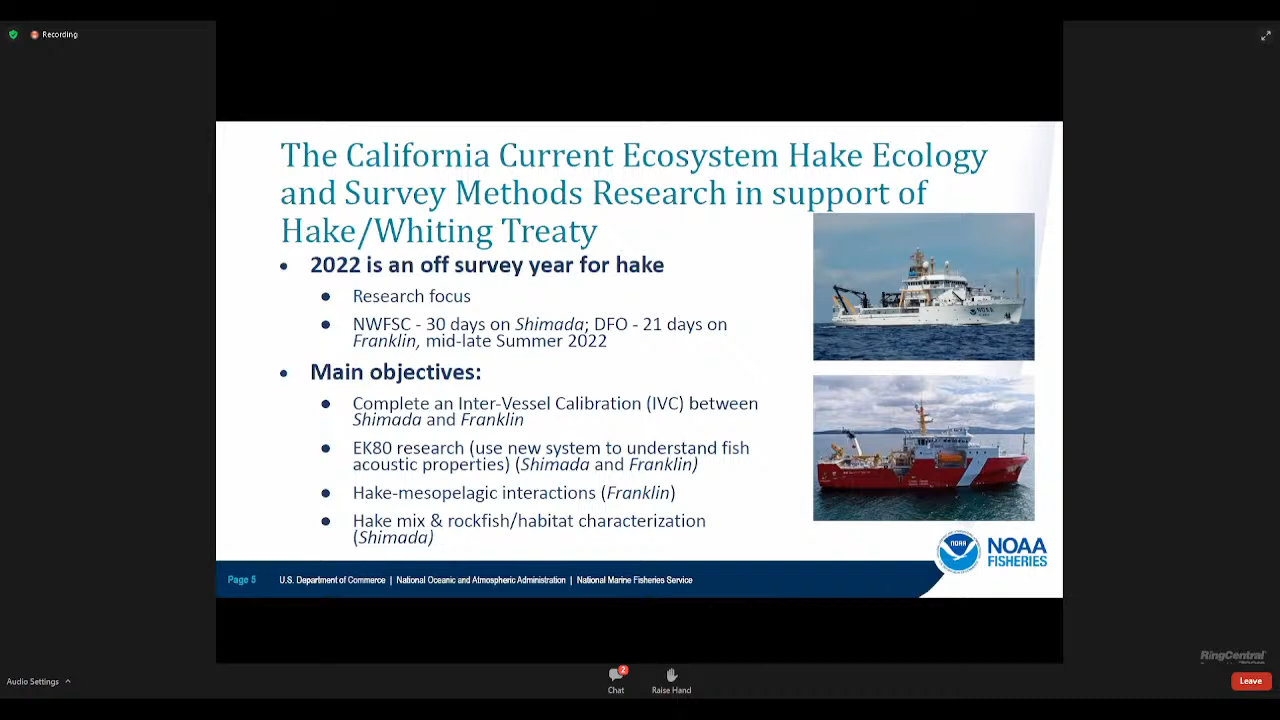 Recording
The California Current Ecosystem Hake Ecology
and Survey Methods Research in support of
Hake/Whiting Treaty
• 2022 is an off survey year for hake
● Research focus
● NWFSC - 30 days on Shimada; DFO - 21 days on
Franklin, mid-late Summer 2022
• Main objectives:
● Complete an Inter-Vessel Calibration (IVC) between
Shimada and Franklin
● EK80 research (use new system to understand fish
acoustic properties) (Shimada and Franklin)
● Hake-mesopelagic interactions (Franklin)
● Hake mix & rockfish/habitat characterization
(Shimada)
NOAA
NOAA
FISHERIES
Page 5 U.S. Department of Commerce | National Oceanic and Atmospheric Administration | National Marine Fisheries Service
RingCentral
Audio Settings
2
Chat
Raise Hand
Leave